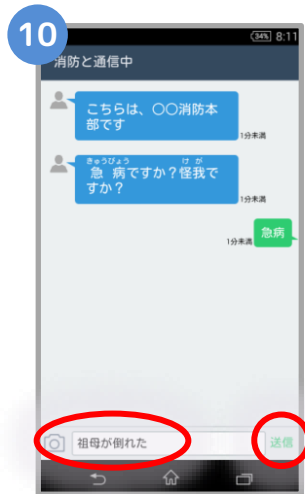 10
34% 8:11
消防と通信中
こちらは、〇〇消防本
部です
1分未満
きゅうびょう けが
急病ですか？怪我で
すか？
1分未満
急病
1分未満
祖母が倒れた
送信